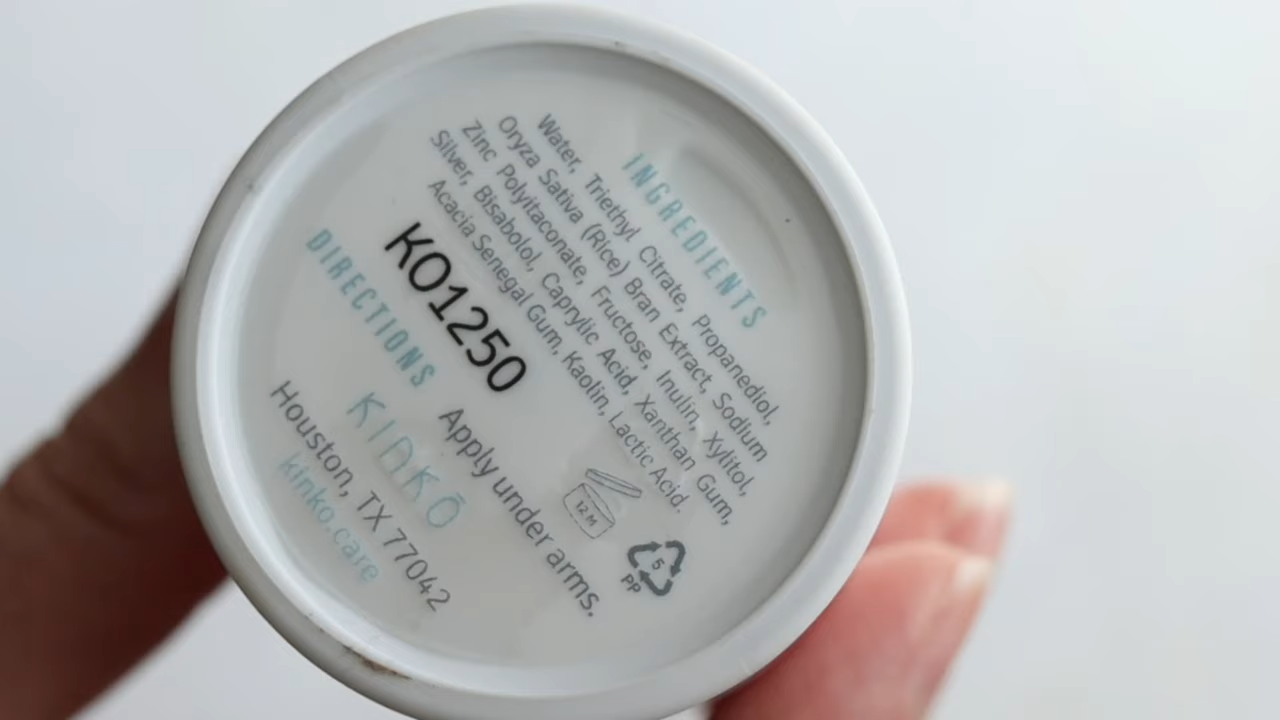 INGREDIENTS
Water, Triethyl Citrate, Propanediol,
Oryza Sativa (Rice) Bran Extract, Sodium
Zinc Polyitaconate, Fructose, Inulin, Xylitol,
Silver, Bisabolol, Caprylic Acid, Xanthan Gum,
Acacia Senegal Gum, Kaolin, Lactic Acid.
KO1250
DIRECTIONS
Apply under arms.
KINKŌ
Houston, TX 77042
kinko.care
12 M
5
PP